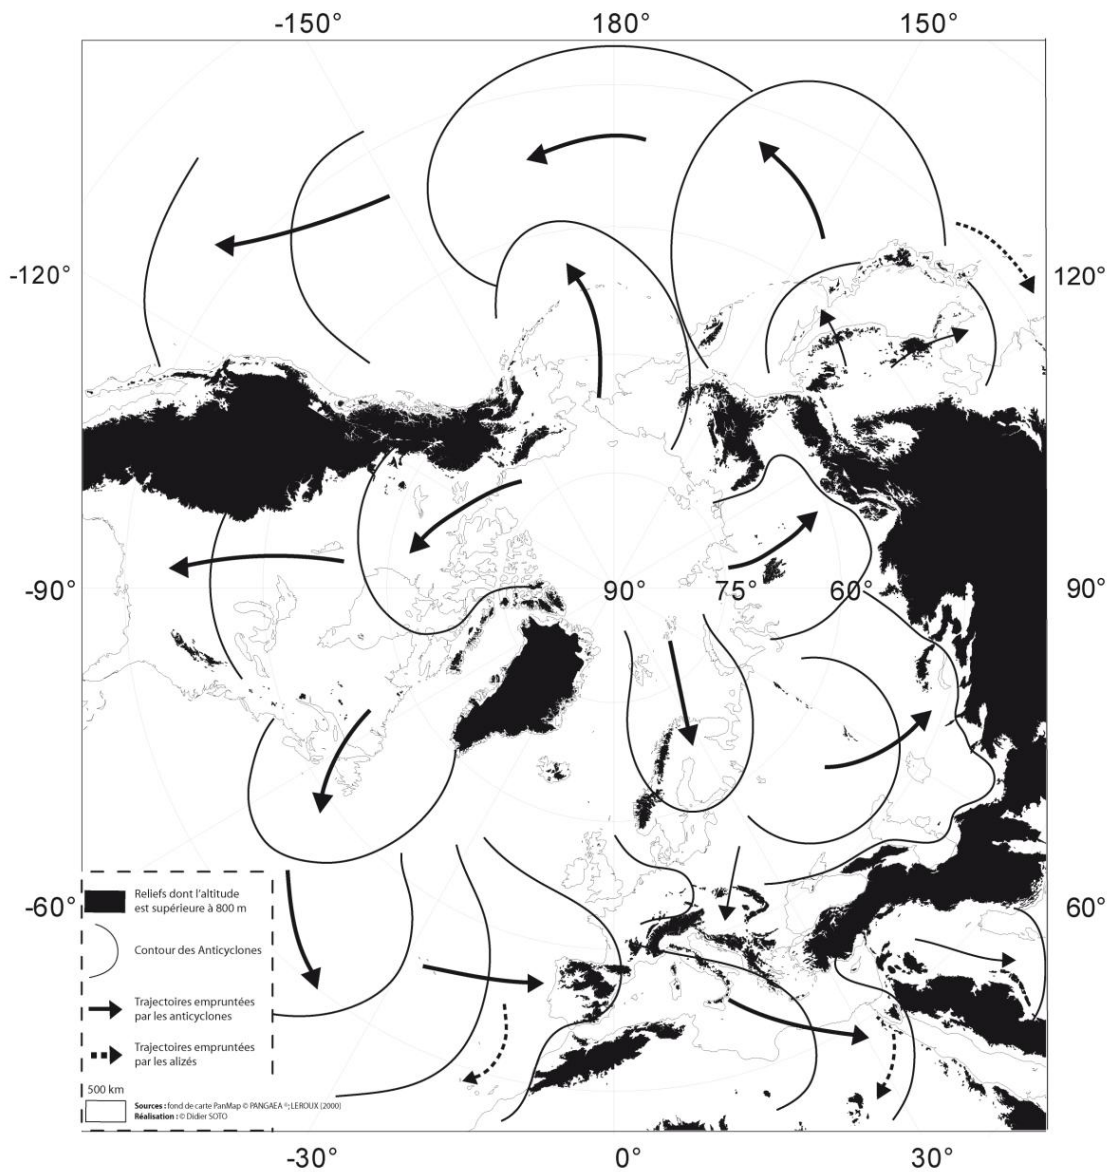 -150° 180° 150°
-120° 120°
-90° 90° 75° 60° 90°
-60° 60°
Reliefs dont l'altitude
est supérieure à 800 m
Contour des Anticyclones
Trajectoires empruntées
par les anticyclones
Trajectoires empruntées
par les alizés
500 km
Sources : fond de carte PanMap © PANGAEA ®; LEROUX (2000)
Réalisation : © Didier SOTO
-30° 0° 30°